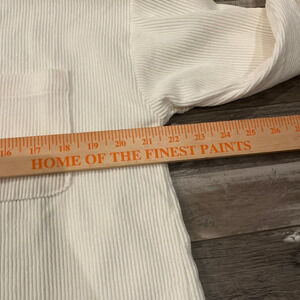 16 17 18 19 20 21 22 23 24 25 26
HOME OF THE FINEST PAINTS